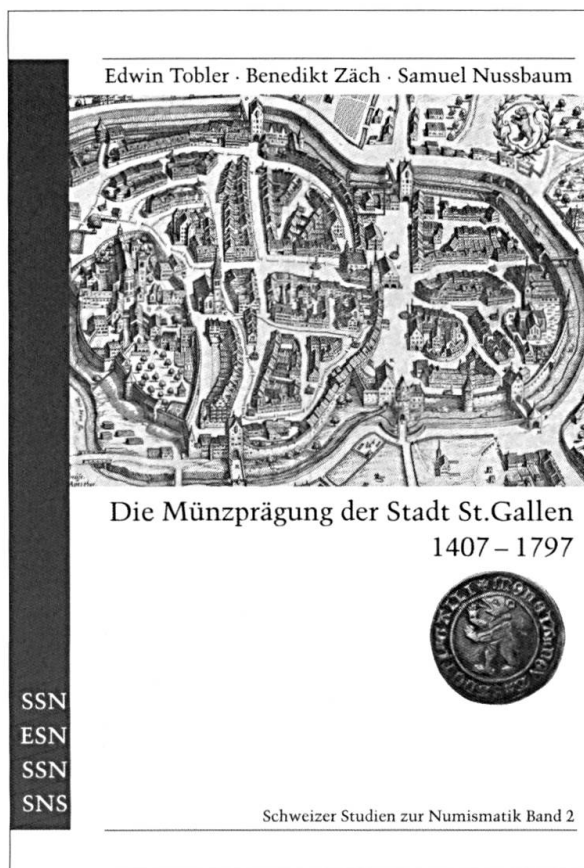 Edwin Tobler · Benedikt Zäch · Samuel Nussbaum
Die Münzprägung der Stadt St.Gallen
1407 – 1797
SSN
ESN
SSN
SNS
Schweizer Studien zur Numismatik Band 2